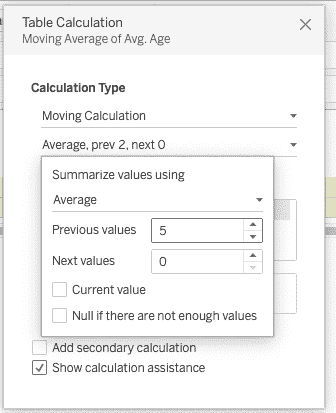 Table Calculation
Moving Average of Avg. Age
Calculation Type
Moving Calculation
Average, prev 2, next 0
Summarize values using
Average
Previous values 5
Next values 0
Current value
Null if there are not enough values
Add secondary calculation
Show calculation assistance